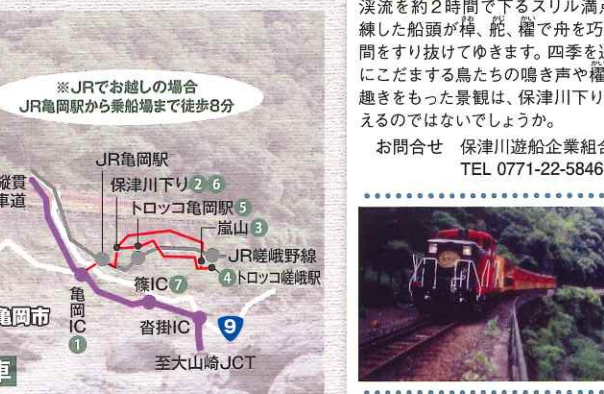 ※JRでお越しの場合
JR亀岡駅から乗船場まで徒歩8分
JR亀岡駅
保津川下り 2 6
トロッコ亀岡駅 5
嵐山 3
JR嵯峨野線
4 トロッコ嵯峨駅
縦貫
車道
篠IC 7
亀岡IC
1
亀岡市
沓掛IC
9
至大山崎JCT
車
渓流を約2時間で下るスリル満点
練した船頭が棹、舵、櫂で舟を巧
かじ
かい
間をすり抜けてゆきます。四季を通
にこだまする鳥たちの鳴き声や櫂
かい
趣きをもった景観は、保津川下り
えるのではないでしょうか。
お問合せ 保津川遊船企業組合
TEL 0771-22-5846